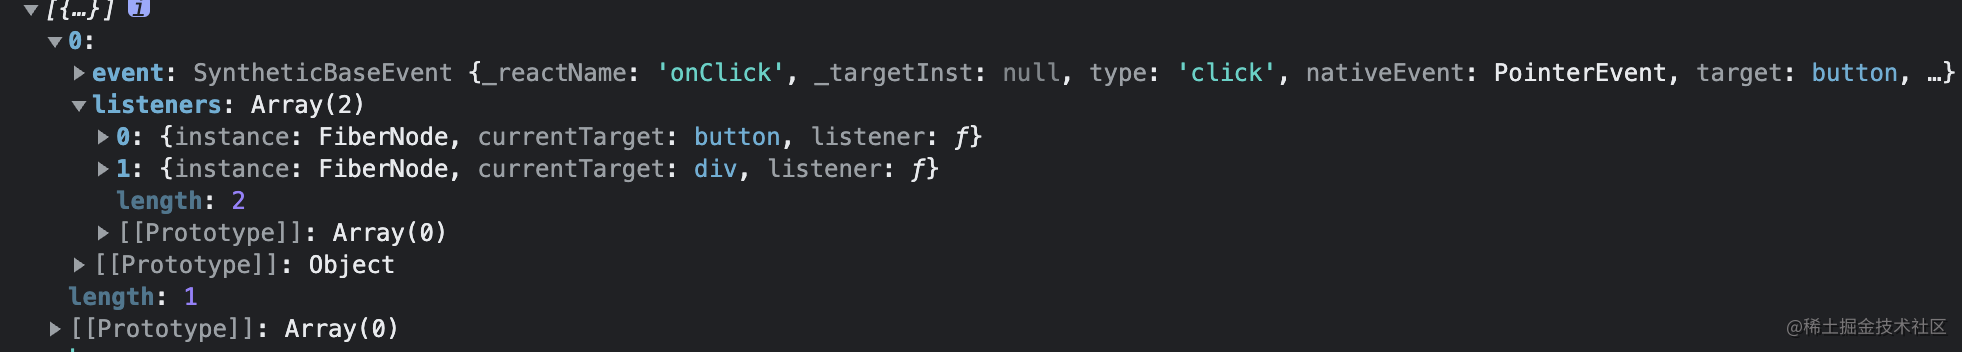 [{…}] i
0:
event: SyntheticBaseEvent {_reactName: 'onClick', _targetInst: null, type: 'click', nativeEvent: PointerEvent, target: button, …}
listeners: Array(2)
0: {instance: FiberNode, currentTarget: button, listener: ƒ}
1: {instance: FiberNode, currentTarget: div, listener: ƒ}
length: 2
[[Prototype]]: Array(0)
[[Prototype]]: Object
length: 1
[[Prototype]]: Array(0)
@稀土掘金技术社区